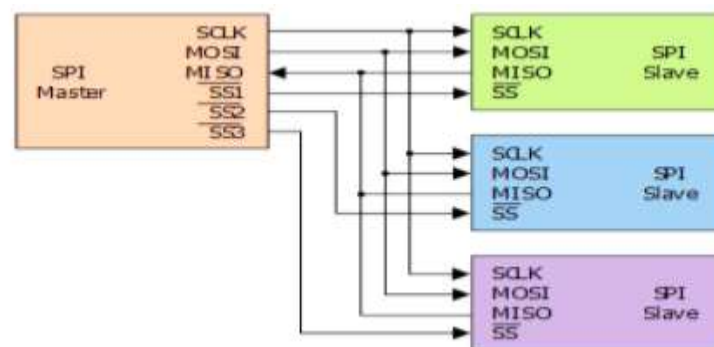 SCLK
MOSI
SPI MISO
Master SS1
SS2
SS3
SCLK
MOSI SPI
MISO Slave
SS
SCLK
MOSI SPI
MISO Slave
SS
SCLK
MOSI SPI
MISO Slave
SS